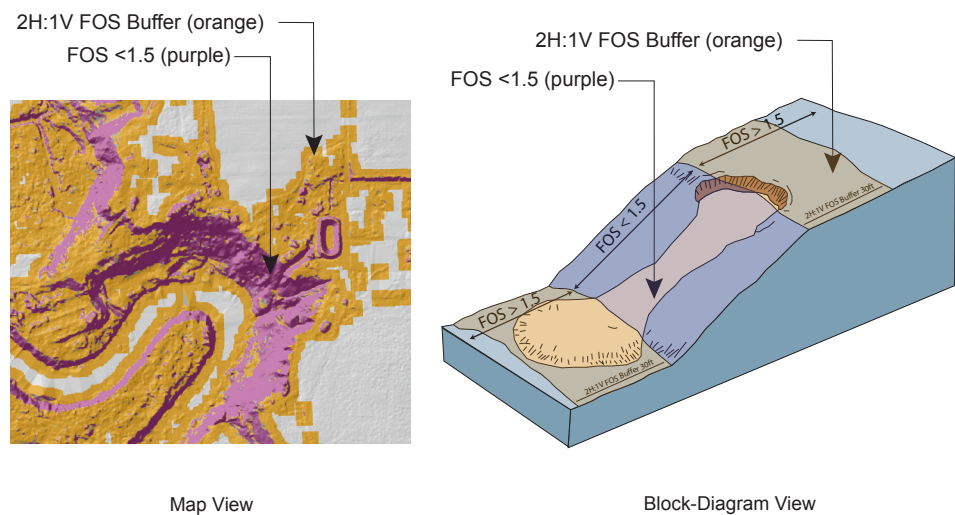 2H:1V FOS Buffer (orange)
FOS <1.5 (purple)
2H:1V FOS Buffer (orange)
FOS <1.5 (purple)
FOS > 1.5
2H:1V FOS Buffer 30ft
FOS < 1.5
FOS > 1.5
2H:1V FOS Buffer 30ft
Map View
Block-Diagram View